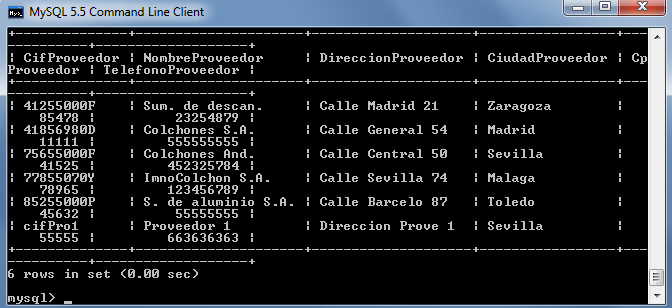 MySQL 5.5 Command Line Client
+-------------+--------------------+---------------------+-----------------+---
----------+-------------------+
| CifProveedor | NombreProveedor | DireccionProveedor | CiudadProveedor | Cp
Proveedor | TelefonoProveedor |
+-------------+--------------------+---------------------+-----------------+---
----------+-------------------+
| 41255000F | Sum. de descan. | Calle Madrid 21 | Zaragoza |
85478 | 23254879 |
| 41856980D | Colchones S.A. | Calle General 54 | Madrid |
11111 | 555555555 |
| 75655000F | Colchones And. | Calle Central 50 | Sevilla |
41525 | 452325784 |
| 77855070Y | ImnoColchon S.A. | Calle Sevilla 74 | Malaga |
78965 | 123456789 |
| 85255000P | S. de aluminio S.A. | Calle Barcelo 87 | Toledo |
45632 | 55555555 |
| cifPro1 | Proveedor 1 | Direccion Prove 1 | Sevilla |
55555 | 663636363 |
+-------------+--------------------+---------------------+-----------------+---
----------+-------------------+
6 rows in set (0.00 sec)
mysql> _